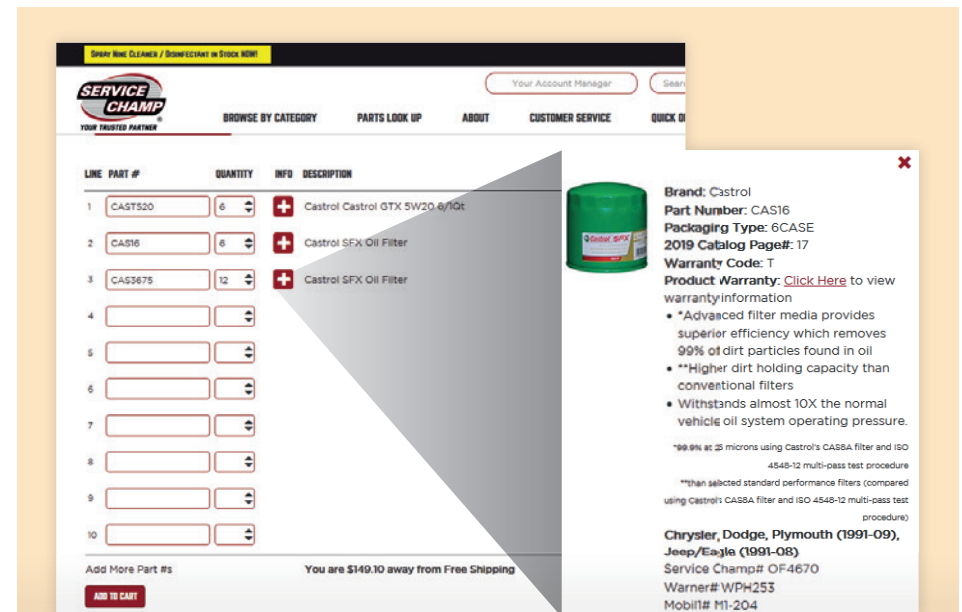 SPRAY NINE CLEANER / DISINFECTANT IN STOCK NOW!
SERVICE
CHAMP
®
YOUR TRUSTED PARTNER
Your Account Manager
Sear
BROWSE BY CATEGORY PARTS LOOK UP ABOUT CUSTOMER SERVICE QUICK O
LINE PART # QUANTITY INFO DESCRIPTION
1 CAST520 6 Castrol Castrol GTX 5W20 6/1Qt
2 CAS16 6 Castrol SFX Oil Filter
3 CAS3675 12 Castrol SFX Oil Filter
4
5
6
7
8
9
10
Add More Part #s You are $149.10 away from Free Shipping
ADD TO CART
Castrol SFX
Brand: Castrol
Part Number: CAS16
Packaging Type: 6CASE
2019 Catalog Page#: 17
Warranty Code: T
Product Warranty: Click Here to view
warranty information
• *Advanced filter media provides
superior efficiency which removes
99% of dirt particles found in oil
• **Higher dirt holding capacity than
conventional filters
• Withstands almost 10X the normal
vehicle oil system operating pressure.
*99.9% at 25 microns using Castrol's CAS8A filter and ISO
4548-12 multi-pass test procedure
**than selected standard performance filters (compared
using Castrol's CAS8A filter and ISO 4548-12 multi-pass test
procedure)
Chrysler, Dodge, Plymouth (1991-09),
Jeep/Eagle (1991-08)
Service Champ# OF4670
Warner# WPH253
Mobil1# M1-204